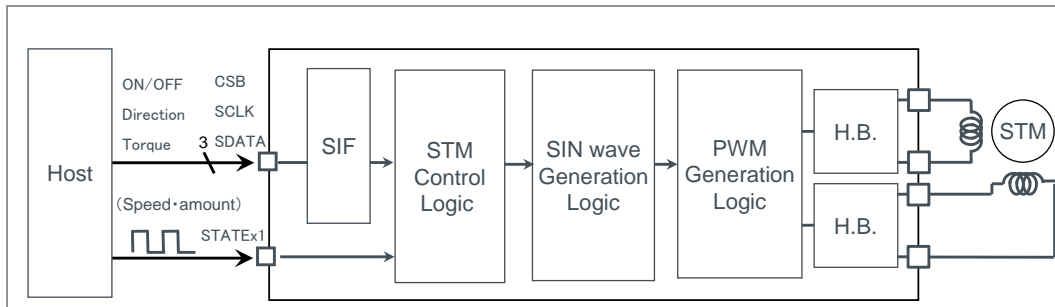 Host
ON/OFF CSB
Direction SCLK
Torque 3 SDATA
(Speed・amount)
STATEx1
SIF
STM
Control
Logic
SIN wave
Generation
Logic
PWM
Generation
Logic
H.B.
H.B.
STM